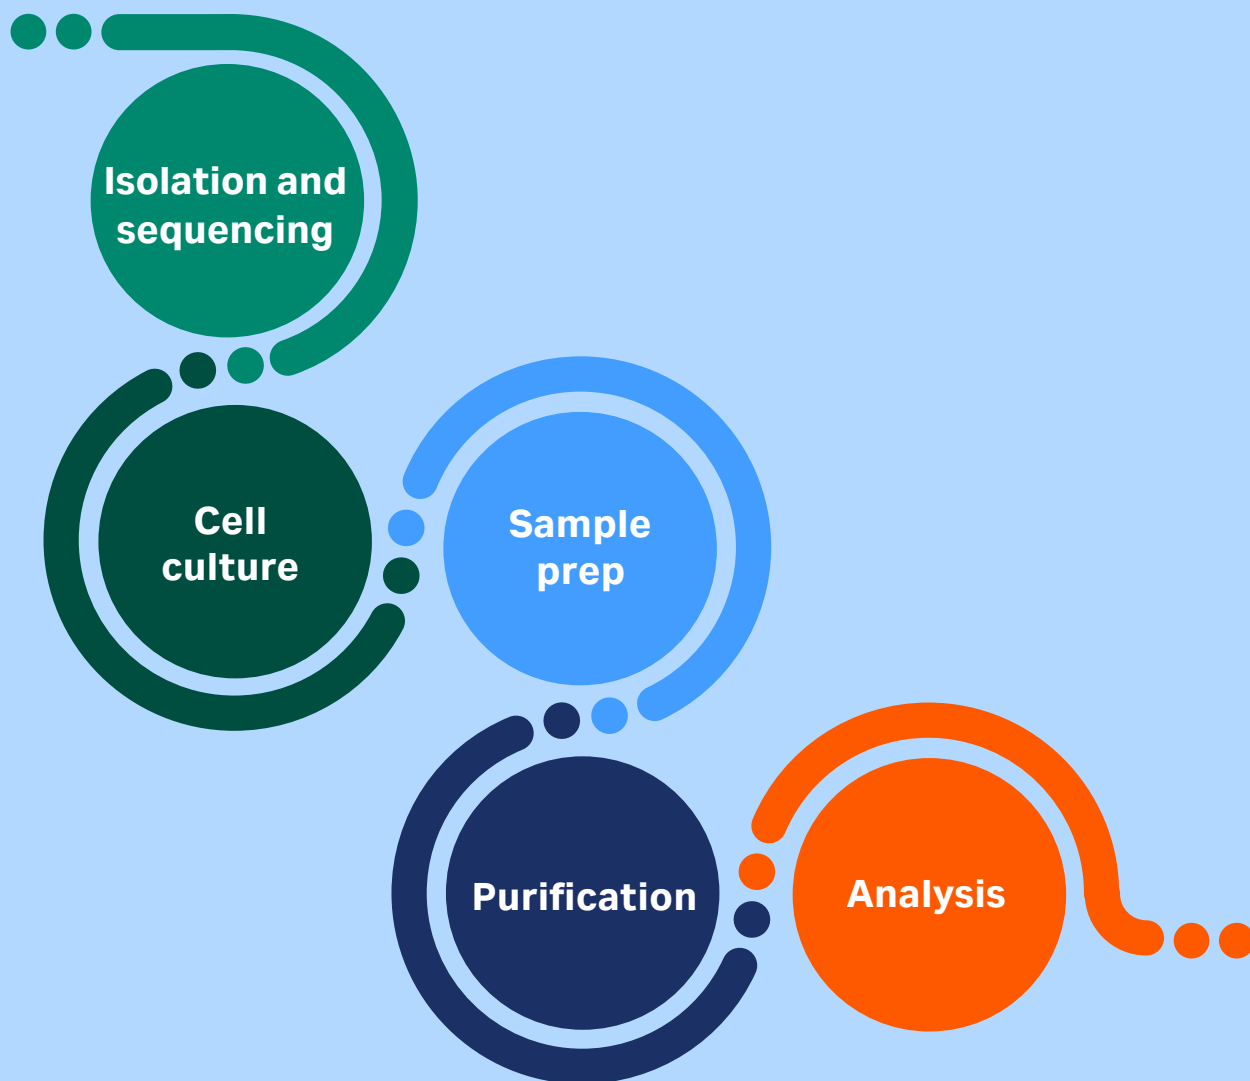 Isolation and
sequencing
Cell
culture
Sample
prep
Purification
Analysis